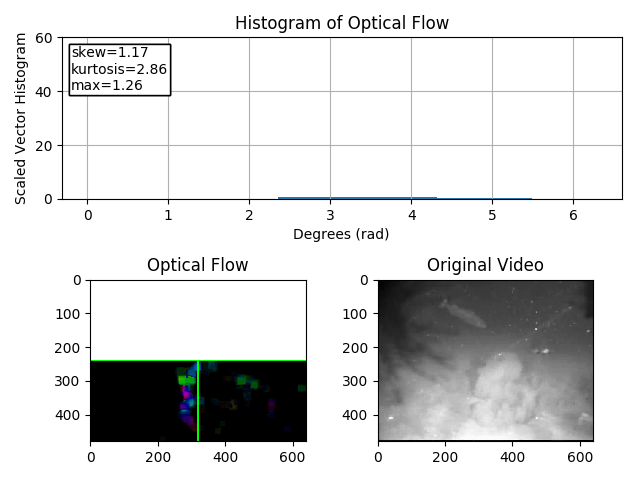 Histogram of Optical Flow
Scaled Vector Histogram
60
40
20
0
skew=1.17
kurtosis=2.86
max=1.26
0 1 2 3 4 5 6
Degrees (rad)
Optical Flow
0
100
200
300
400
0 200 400 600
Original Video
0
100
200
300
400
0 200 400 600